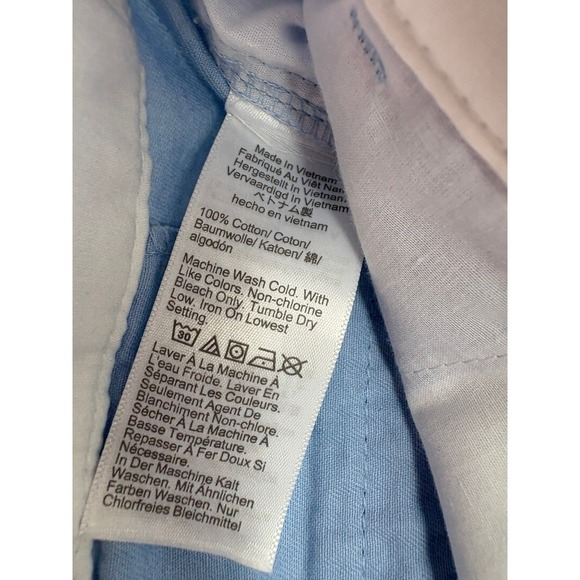 Made In Vietnam
Fabriqué Au Viêt Nam
Hergestellt In Vietnam
Vervaardigd In Vietnam
ベトナム製
hecho en vietnam
100% Cotton/ Coton/
Baumwolle/ Katoen/ 綿/
algodón
Machine Wash Cold. With
Like Colors. Non-chlorine
Bleach Only. Tumble Dry
Low. Iron On Lowest
Setting.
30
Laver À La Machine À
L'eau Froide. Laver En
Séparant Les Couleurs.
Seulement Agent De
Blanchiment Non-chlore.
Sécher À La Machine À
Basse Température.
Repasser À Fer Doux Si
Nécessaire.
In Der Maschine Kalt
Waschen. Mit Ähnlichen
Farben Waschen. Nur
Chlorfreies Bleichmittel